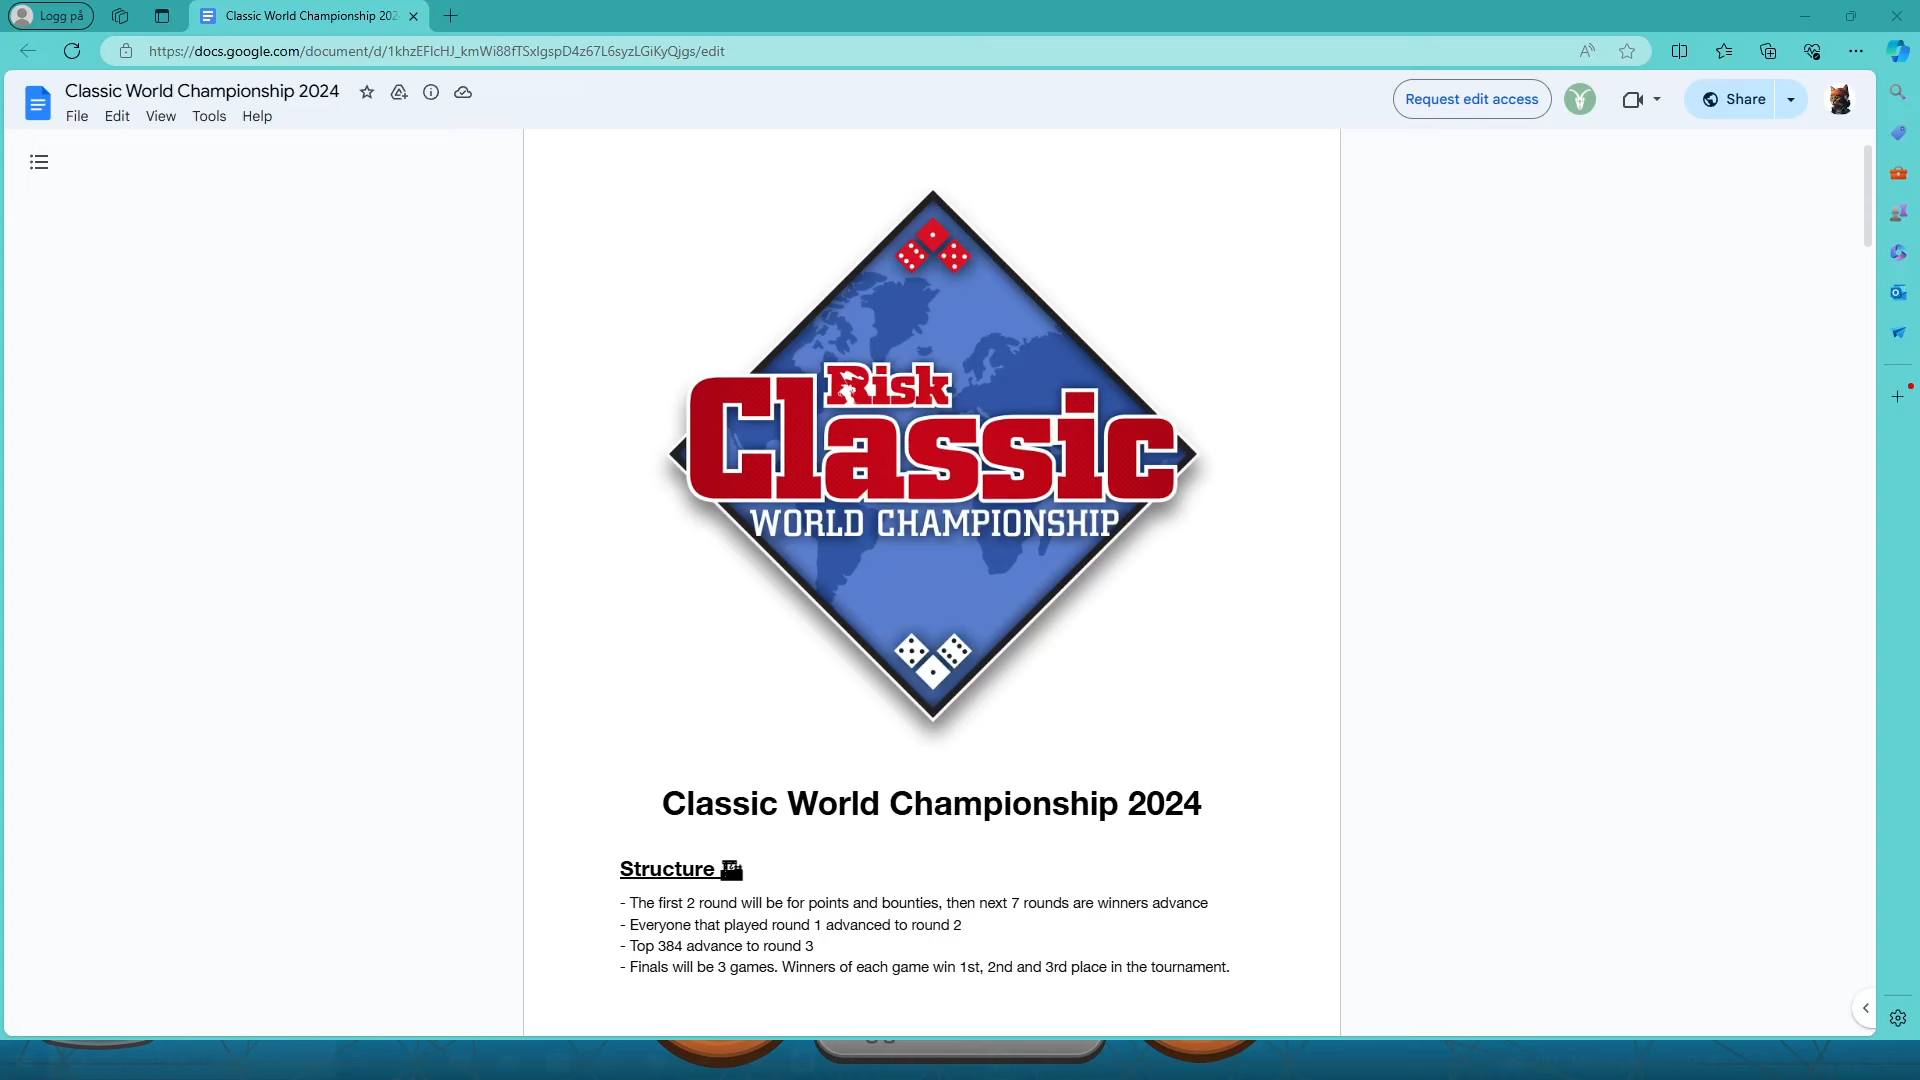 Logg på
Classic World Championship 202
https://docs.google.com/document/d/1khzEFIcHJ_kmWi88fTSxIgspD4z67L6syzLGiKyQjgs/edit
Classic World Championship 2024
File Edit View Tools Help
Request edit access
Share
Risk
Classic
WORLD CHAMPIONSHIP
Classic World Championship 2024
Structure
- The first 2 round will be for points and bounties, then next 7 rounds are winners advance
- Everyone that played round 1 advanced to round 2
- Top 384 advance to round 3
- Finals will be 3 games. Winners of each game win 1st, 2nd and 3rd place in the tournament.